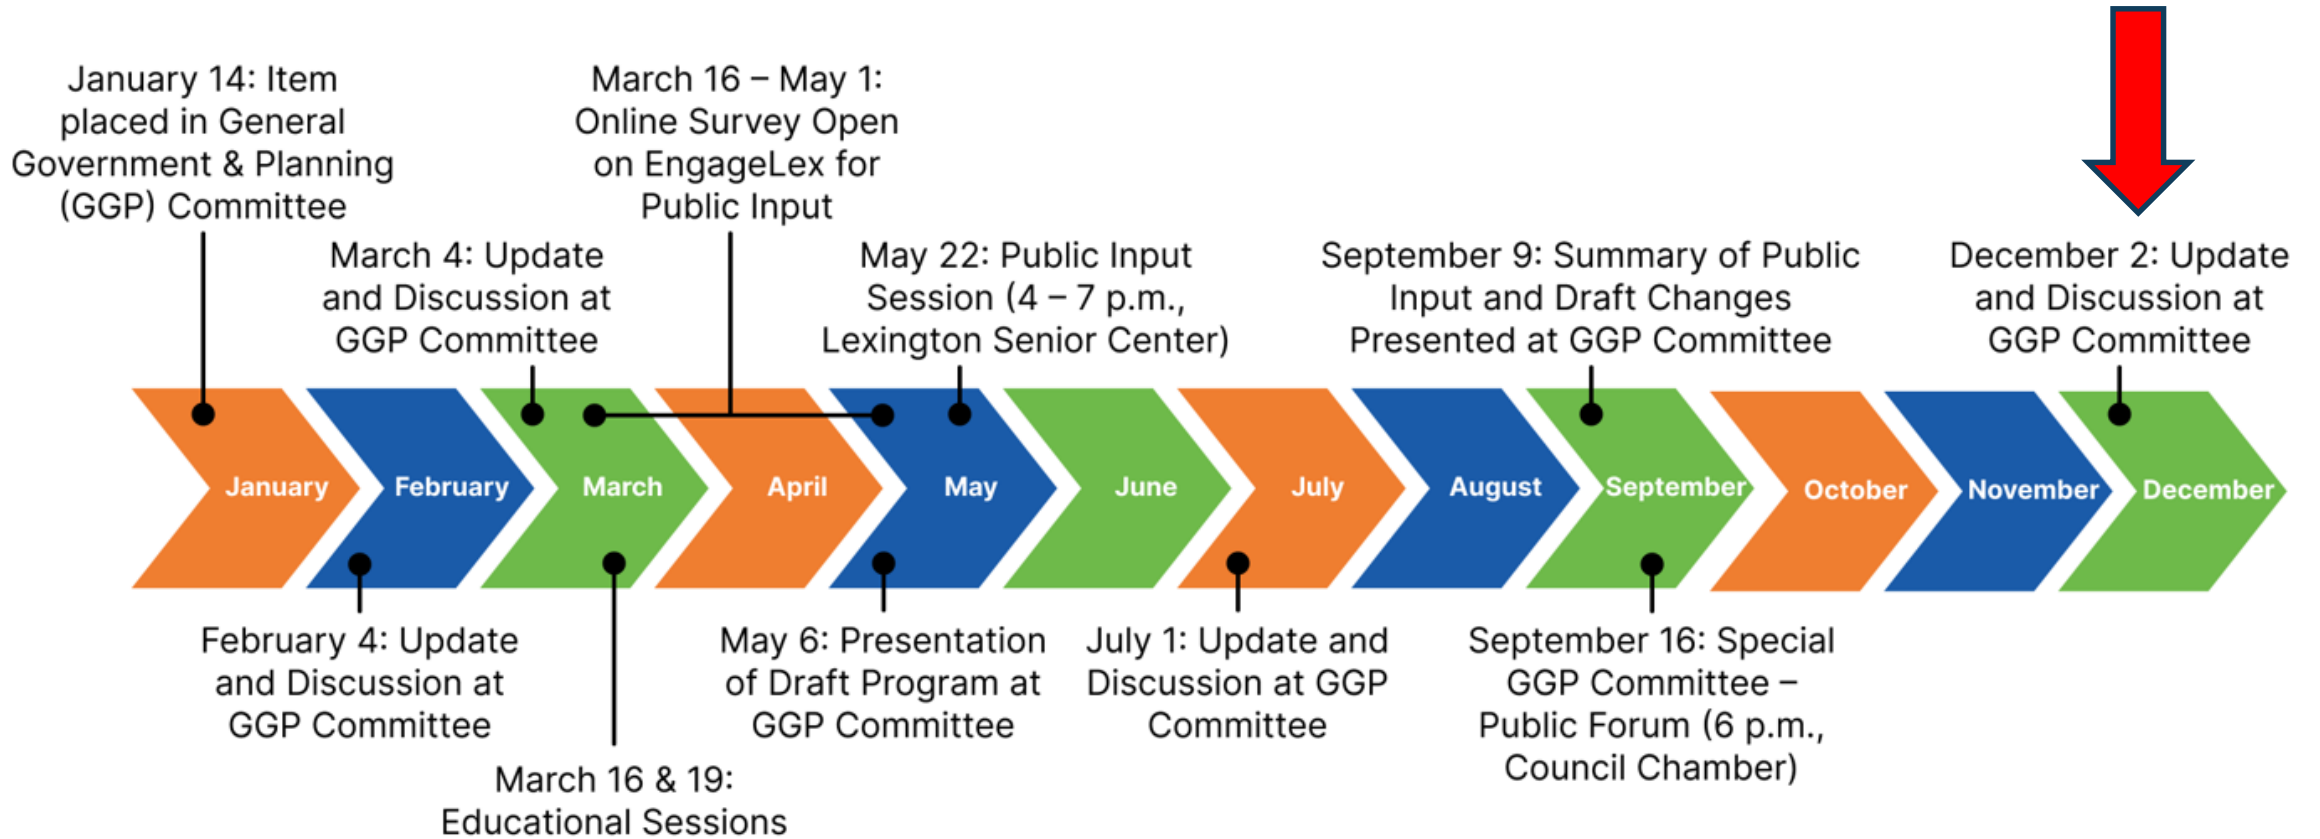 January 14: Item
placed in General
Government & Planning
(GGP) Committee
March 16 – May 1:
Online Survey Open
on EngageLex for
Public Input
March 4: Update
and Discussion at
GGP Committee
May 22: Public Input
Session (4 – 7 p.m.,
Lexington Senior Center)
September 9: Summary of Public
Input and Draft Changes
Presented at GGP Committee
December 2: Update
and Discussion at
GGP Committee
January
February
March
April
May
June
July
August
September
October
November
December
February 4: Update
and Discussion at
GGP Committee
March 16 & 19:
Educational Sessions
May 6: Presentation
of Draft Program at
GGP Committee
July 1: Update and
Discussion at GGP
Committee
September 16: Special
GGP Committee –
Public Forum (6 p.m.,
Council Chamber)